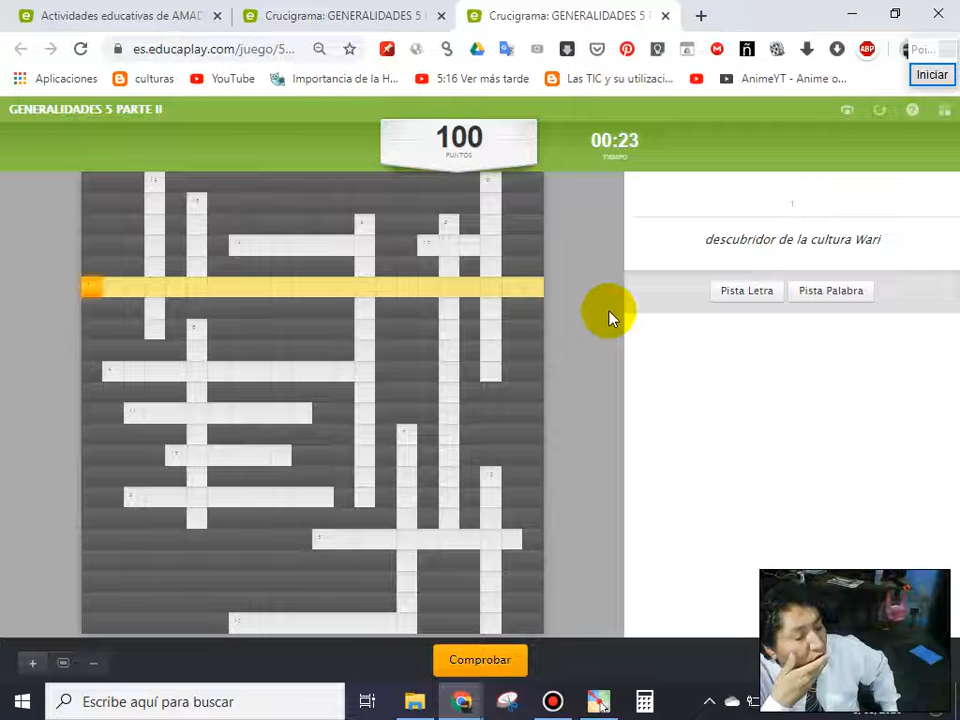 Actividades educativas de AMAD
Crucigrama: GENERALIDADES 5
Crucigrama: GENERALIDADES 5
es.educaplay.com/juego/5...
Poi...
Iniciar
Aplicaciones
culturas
YouTube
Importancia de la H...
5:16 Ver más tarde
Las TIC y su utilizaci...
AnimeYT - Anime o...
GENERALIDADES 5 PARTE II
100
PUNTOS
00:23
TIEMPO
1
descubridor de la cultura Wari
Pista Letra
Pista Palabra
Comprobar
Escribe aquí para buscar